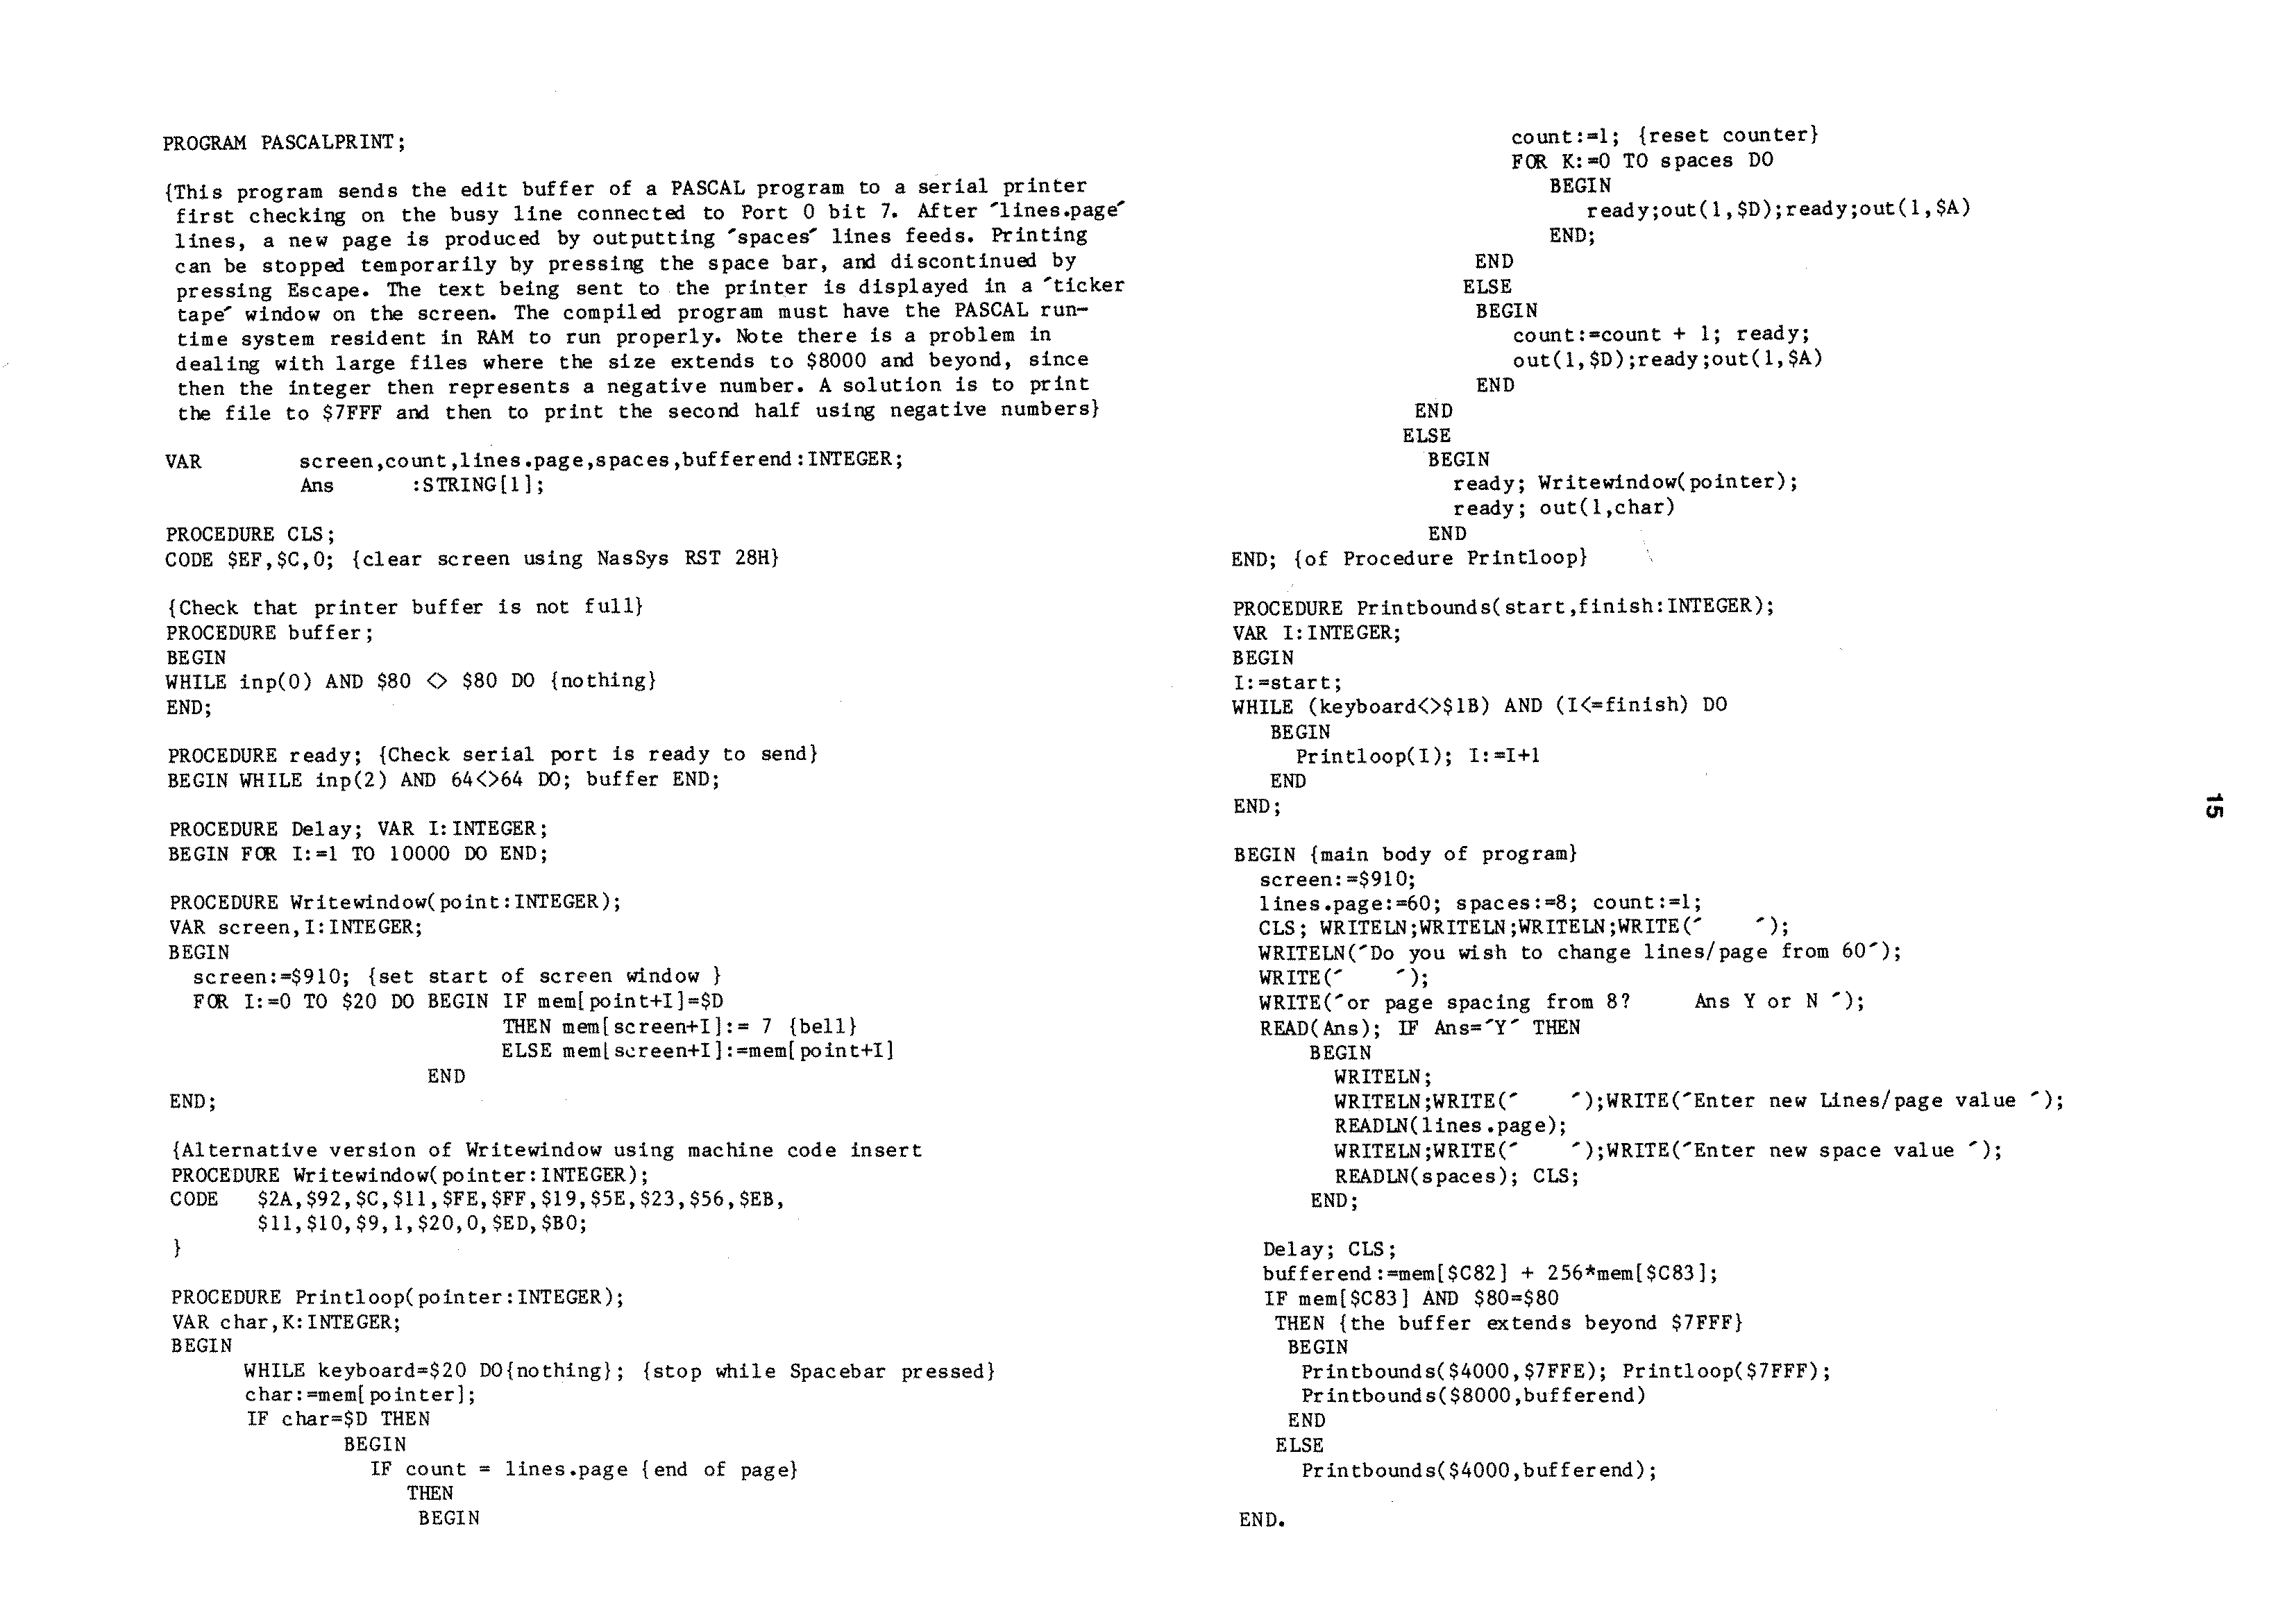 PROGRAM PASCALPRINT;
{This program sends the edit buffer of a PASCAL program to a serial printer
first checking on the busy line connected to Port 0 bit 7. After ´lines.page´
lines, a new page is produced by outputting ´spaces´ lines feeds. Printing
can be stopped temporarily by pressing the space bar, and discontinued by
pressing Escape. The text being sent to the printer is displayed in a ´ticker
tape´ window on the screen. The compiled program must have the PASCAL run-
time system resident in RAM to run properly. Note there is a problem in
dealing with large files where the size extends to $8000 and beyond, since
then the integer then represents a negative number. A solution is to print
the file to $7FFF and then to print the second half using negative numbers}
VAR screen,count,lines.page,spaces,bufferend:INTEGER;
Ans :STRING[1];
PROCEDURE CLS;
CODE $EF,$C,0; {clear screen using NasSys RST 28H}
{Check that printer buffer is not full}
PROCEDURE buffer;
BEGIN
WHILE inp(0) AND $80 <> $80 DO {nothing}
END;
PROCEDURE ready; {Check serial port is ready to send}
BEGIN WHILE inp(2) AND 64<>64 DO; buffer END;
PROCEDURE Delay; VAR I:INTEGER;
BEGIN FOR I:=1 TO 10000 DO END;
PROCEDURE Writewindow(point:INTEGER);
VAR screen,I:INTEGER;
BEGIN
screen:=$910; {set start of screen window }
FOR I:=0 TO $20 DO BEGIN IF mem[point+I]=$D
THEN mem[screen+I]:= 7 {bell}
ELSE mem[screen+I]:=mem[point+I]
END
END;
{Alternative version of Writewindow using machine code insert
PROCEDURE Writewindow(pointer:INTEGER);
CODE $2A,$92,$C,$11,$FE,$FF,$19,$5E,$23,$56,$EB,
$11,$10,$9,1,$20,0,$ED,$B0;
}
PROCEDURE Printloop(pointer:INTEGER);
VAR char,K:INTEGER;
BEGIN
WHILE keyboard=$20 DO{nothing}; {stop while Spacebar pressed}
char:=mem[pointer];
IF char=$D THEN
BEGIN
IF count = lines.page {end of page}
THEN
BEGIN
count:=1; {reset counter}
FOR K:=0 TO spaces DO
BEGIN
ready;out(1,$D);ready;out(1,$A)
END;
END
ELSE
BEGIN
count:=count + 1; ready;
out(1,$D);ready;out(1,$A)
END
END
ELSE
BEGIN
ready; Writewindow(pointer);
ready; out(1,char)
END
END; {of Procedure Printloop}
PROCEDURE Printbounds(start,finish:INTEGER);
VAR I:INTEGER;
BEGIN
I:=start;
WHILE (keyboard<>$1B) AND (I<=finish) DO
BEGIN
Printloop(I); I:=I+1
END
END;
BEGIN {main body of program}
screen:=$910;
lines.page:=60; spaces:=8; count:=1;
CLS; WRITELN;WRITELN;WRITELN;WRITE(´ ´);
WRITELN(´Do you wish to change lines/page from 60´);
WRITE(´ ´);
WRITE(´or page spacing from 8? Ans Y or N ´);
READ(Ans); IF Ans=´Y´ THEN
BEGIN
WRITELN;
WRITELN;WRITE(´ ´);WRITE(´Enter new Lines/page value ´);
READLN(lines.page);
WRITELN;WRITE(´ ´);WRITE(´Enter new space value ´);
READLN(spaces); CLS;
END;
Delay; CLS;
bufferend:=mem[$C82] + 256*mem[$C83];
IF mem[$C83] AND $80=$80
THEN {the buffer extends beyond $7FFF}
BEGIN
Printbounds($4000,$7FFE); Printloop($7FFF);
Printbounds($8000,bufferend)
END
ELSE
Printbounds($4000,bufferend);
END.
15